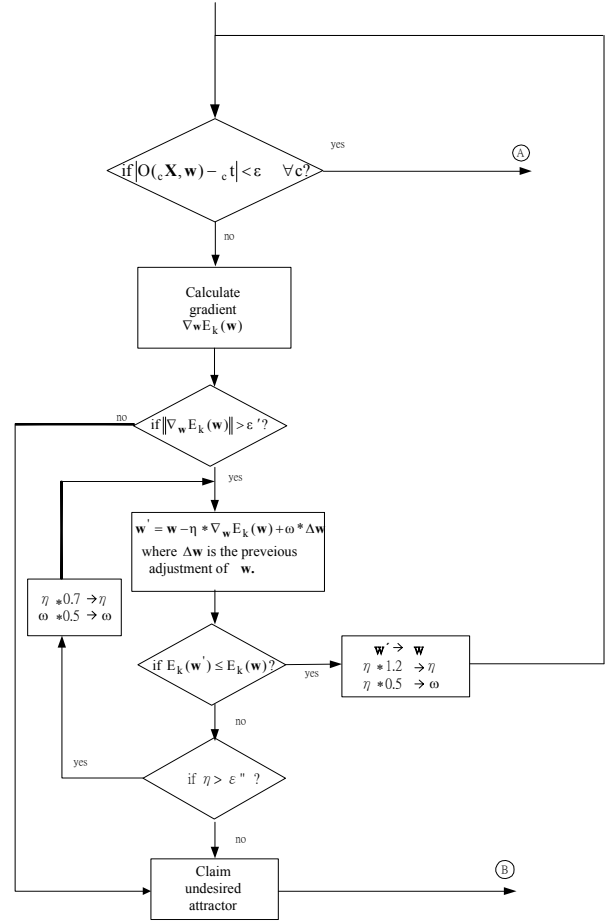 yes
A
if |O(cX, w) − c t| < ε ∀c?
no
Calculate
gradient
∇wEk(w)
no
if ‖∇wEk(w)‖ > ε ′ ?
yes
w' = w − η * ∇wEk(w) + ω * Δw
where Δw is the preveious
adjustment of w.
η *0.7 → η
ω *0.5 → ω
if Ek(w') ≤ Ek(w)?
yes
w′ → w
η *1.2 → η
η *0.5 → ω
no
yes
if η > ε " ?
no
Claim
undesired
attractor
B